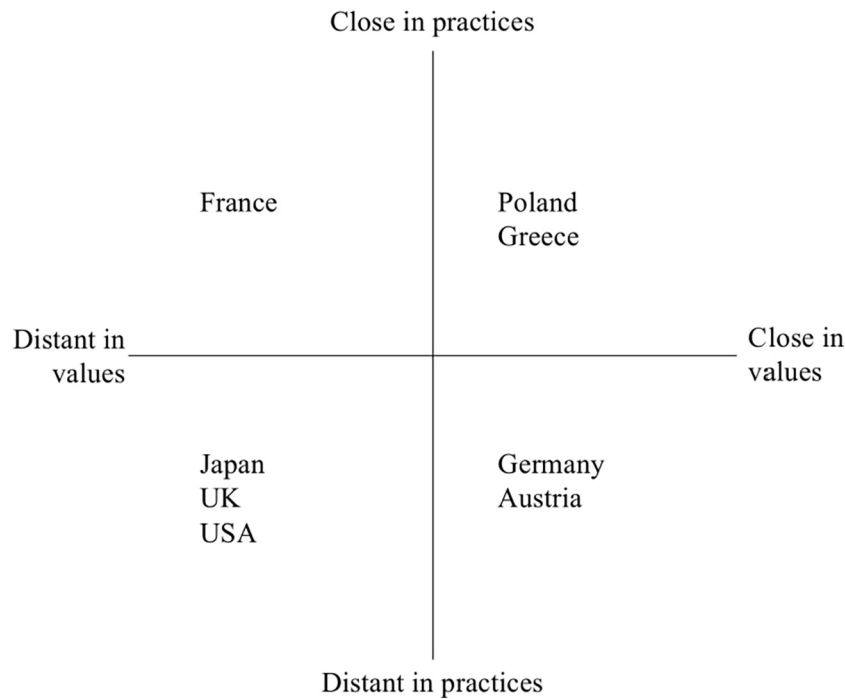 Close in practices
France
Poland
Greece
Distant in
values
Close in
values
Japan
UK
USA
Germany
Austria
Distant in practices